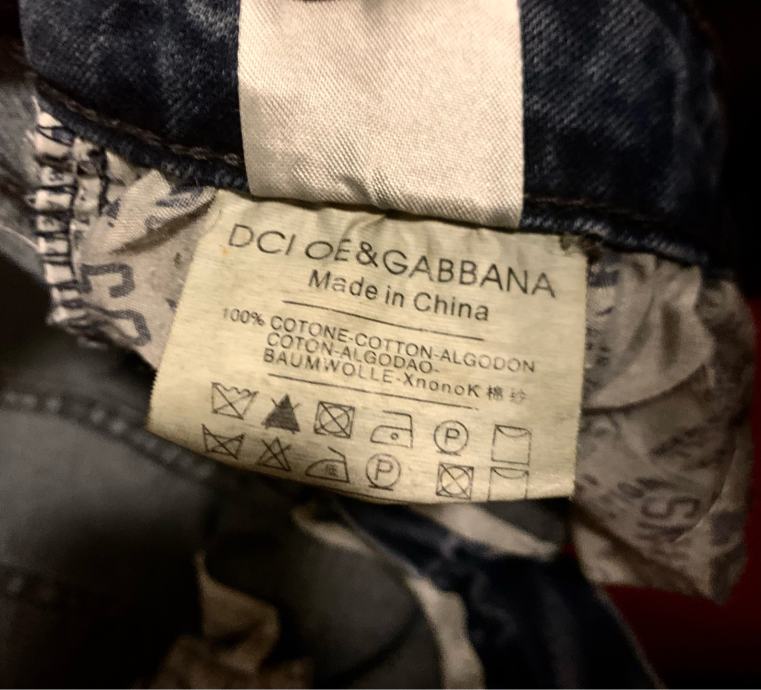 DCI OE&GABBANA
Made in China
100% COTONE-COTTON-ALGODON
COTON-ALGODAO-
BAUMWOLLE-XnonoK 棉 纱
P
P